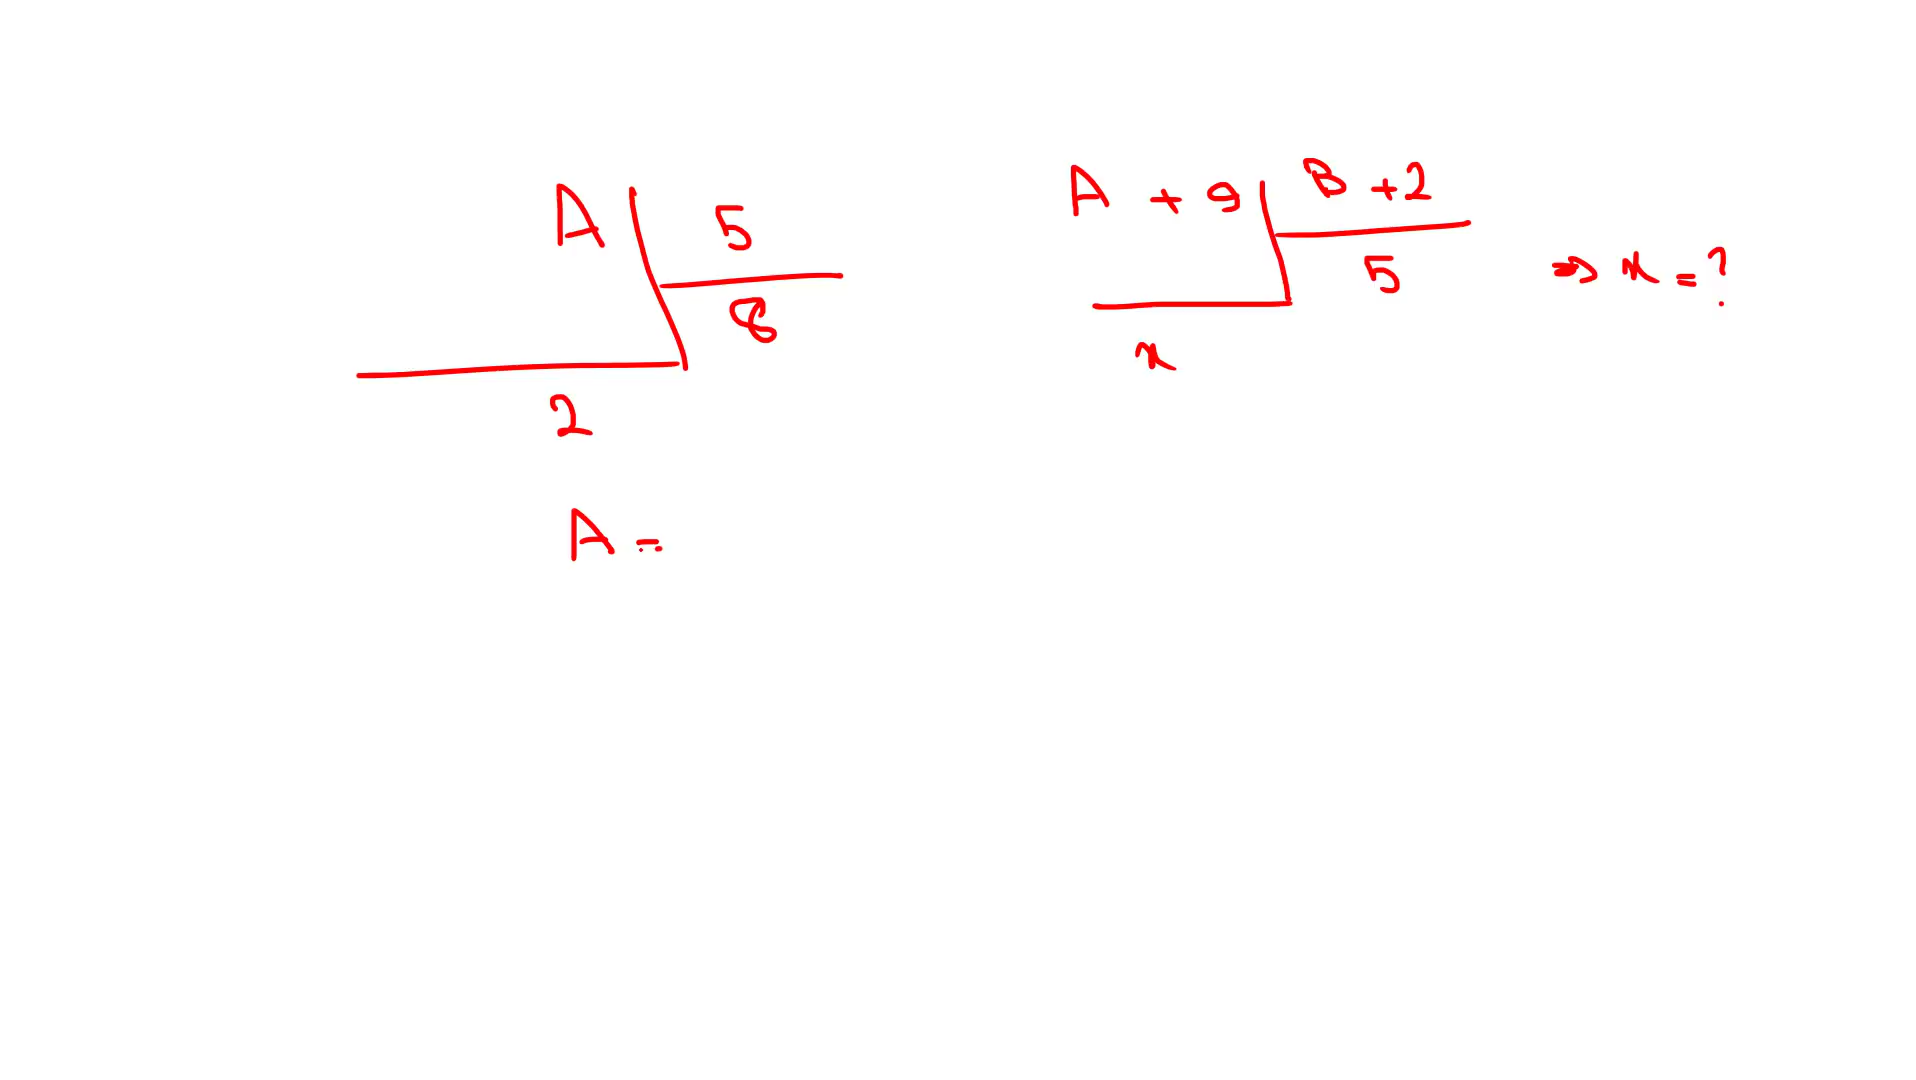 A 5
8
2
A =
A + 9 B + 2
5
x
⇒ x = ?